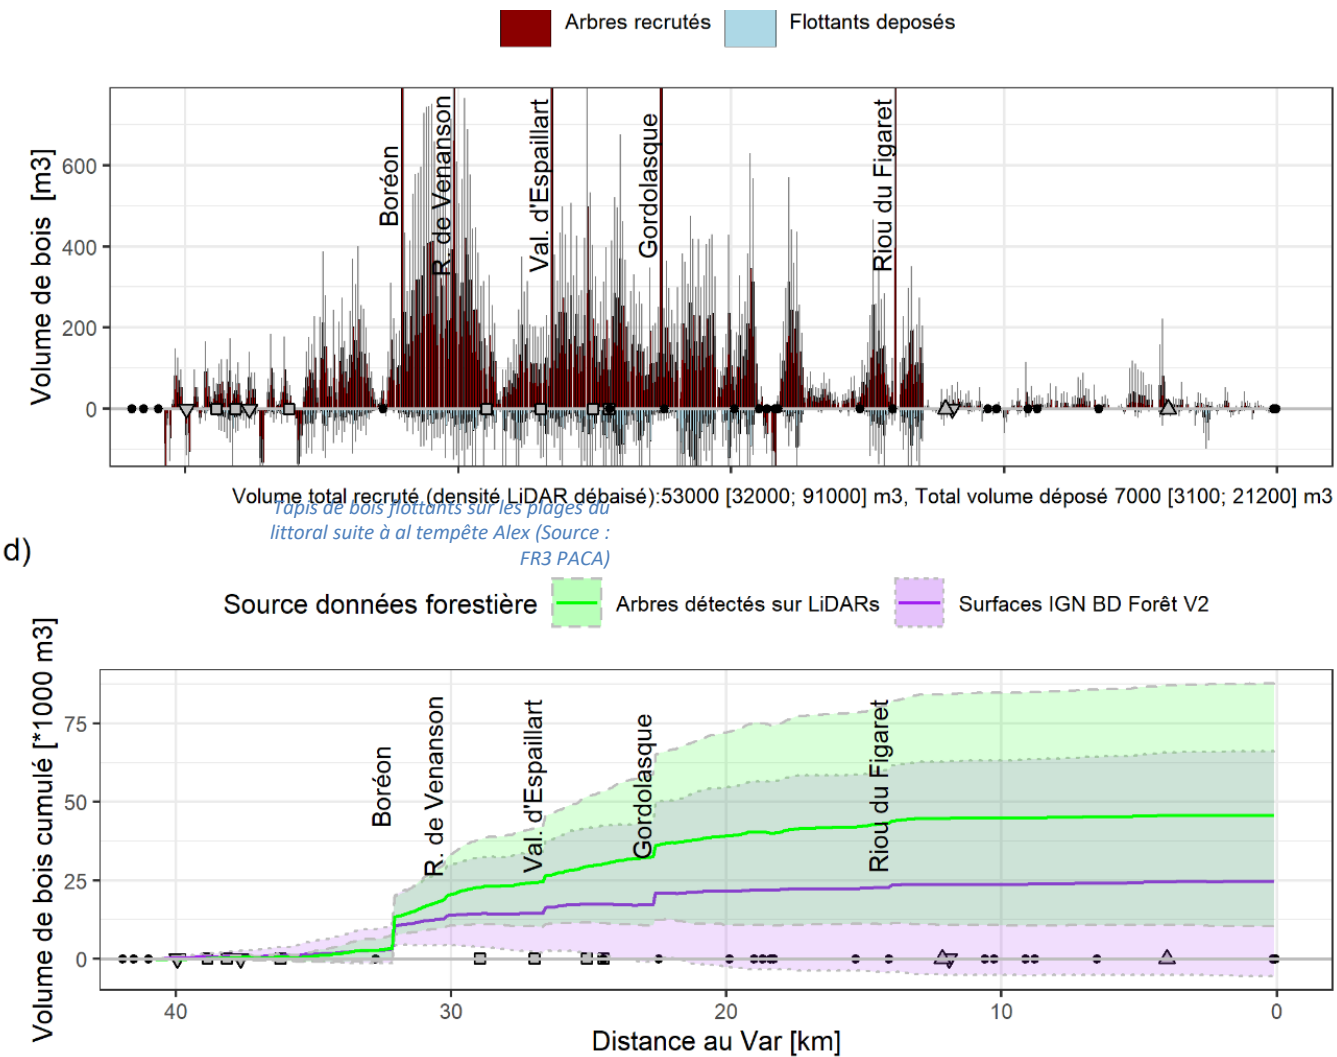 Arbres recrutés
Flottants deposés
Volume de bois [m3]
600
400
200
0
Boréon
R. de Venanson
Val. d'Espaillart
Gordolasque
Riou du Figaret
Volume total recruté (densité LiDAR débaisé):53000 [32000; 91000] m3, Total volume déposé 7000 [3100; 21200] m3
Tapis de bois flottants sur les plages du
littoral suite à al tempête Alex (Source :
FR3 PACA)
d)
Source données forestière
Arbres détectés sur LiDARs
Surfaces IGN BD Forêt V2
Volume de bois cumulé [*1000 m3]
75
50
25
0
Boréon
R. de Venanson
Val. d'Espaillart
Gordolasque
Riou du Figaret
40
30
20
10
0
Distance au Var [km]